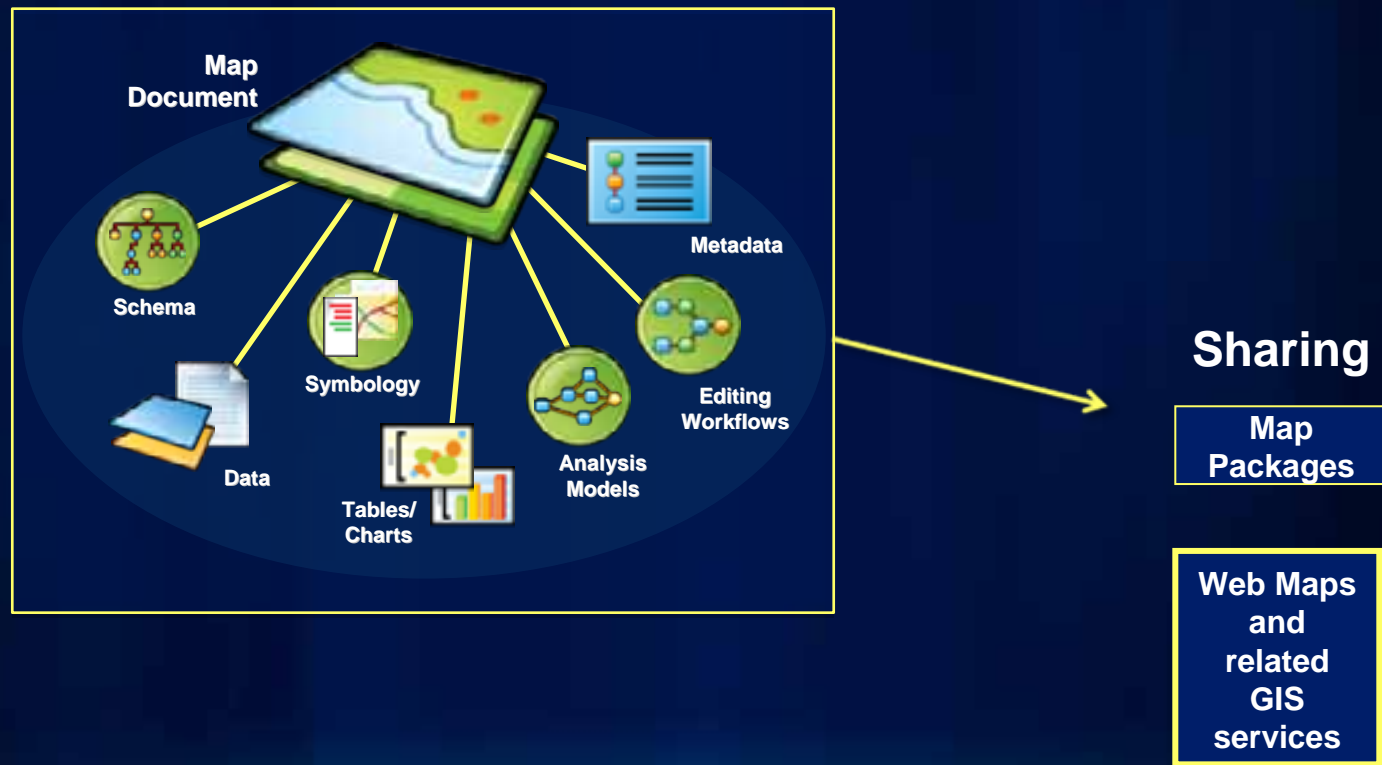 Map
Document
Metadata
Schema
Symbology
Editing
Workflows
Data
Analysis
Models
Tables/
Charts
Sharing
Map
Packages
Web Maps
and
related
GIS
services